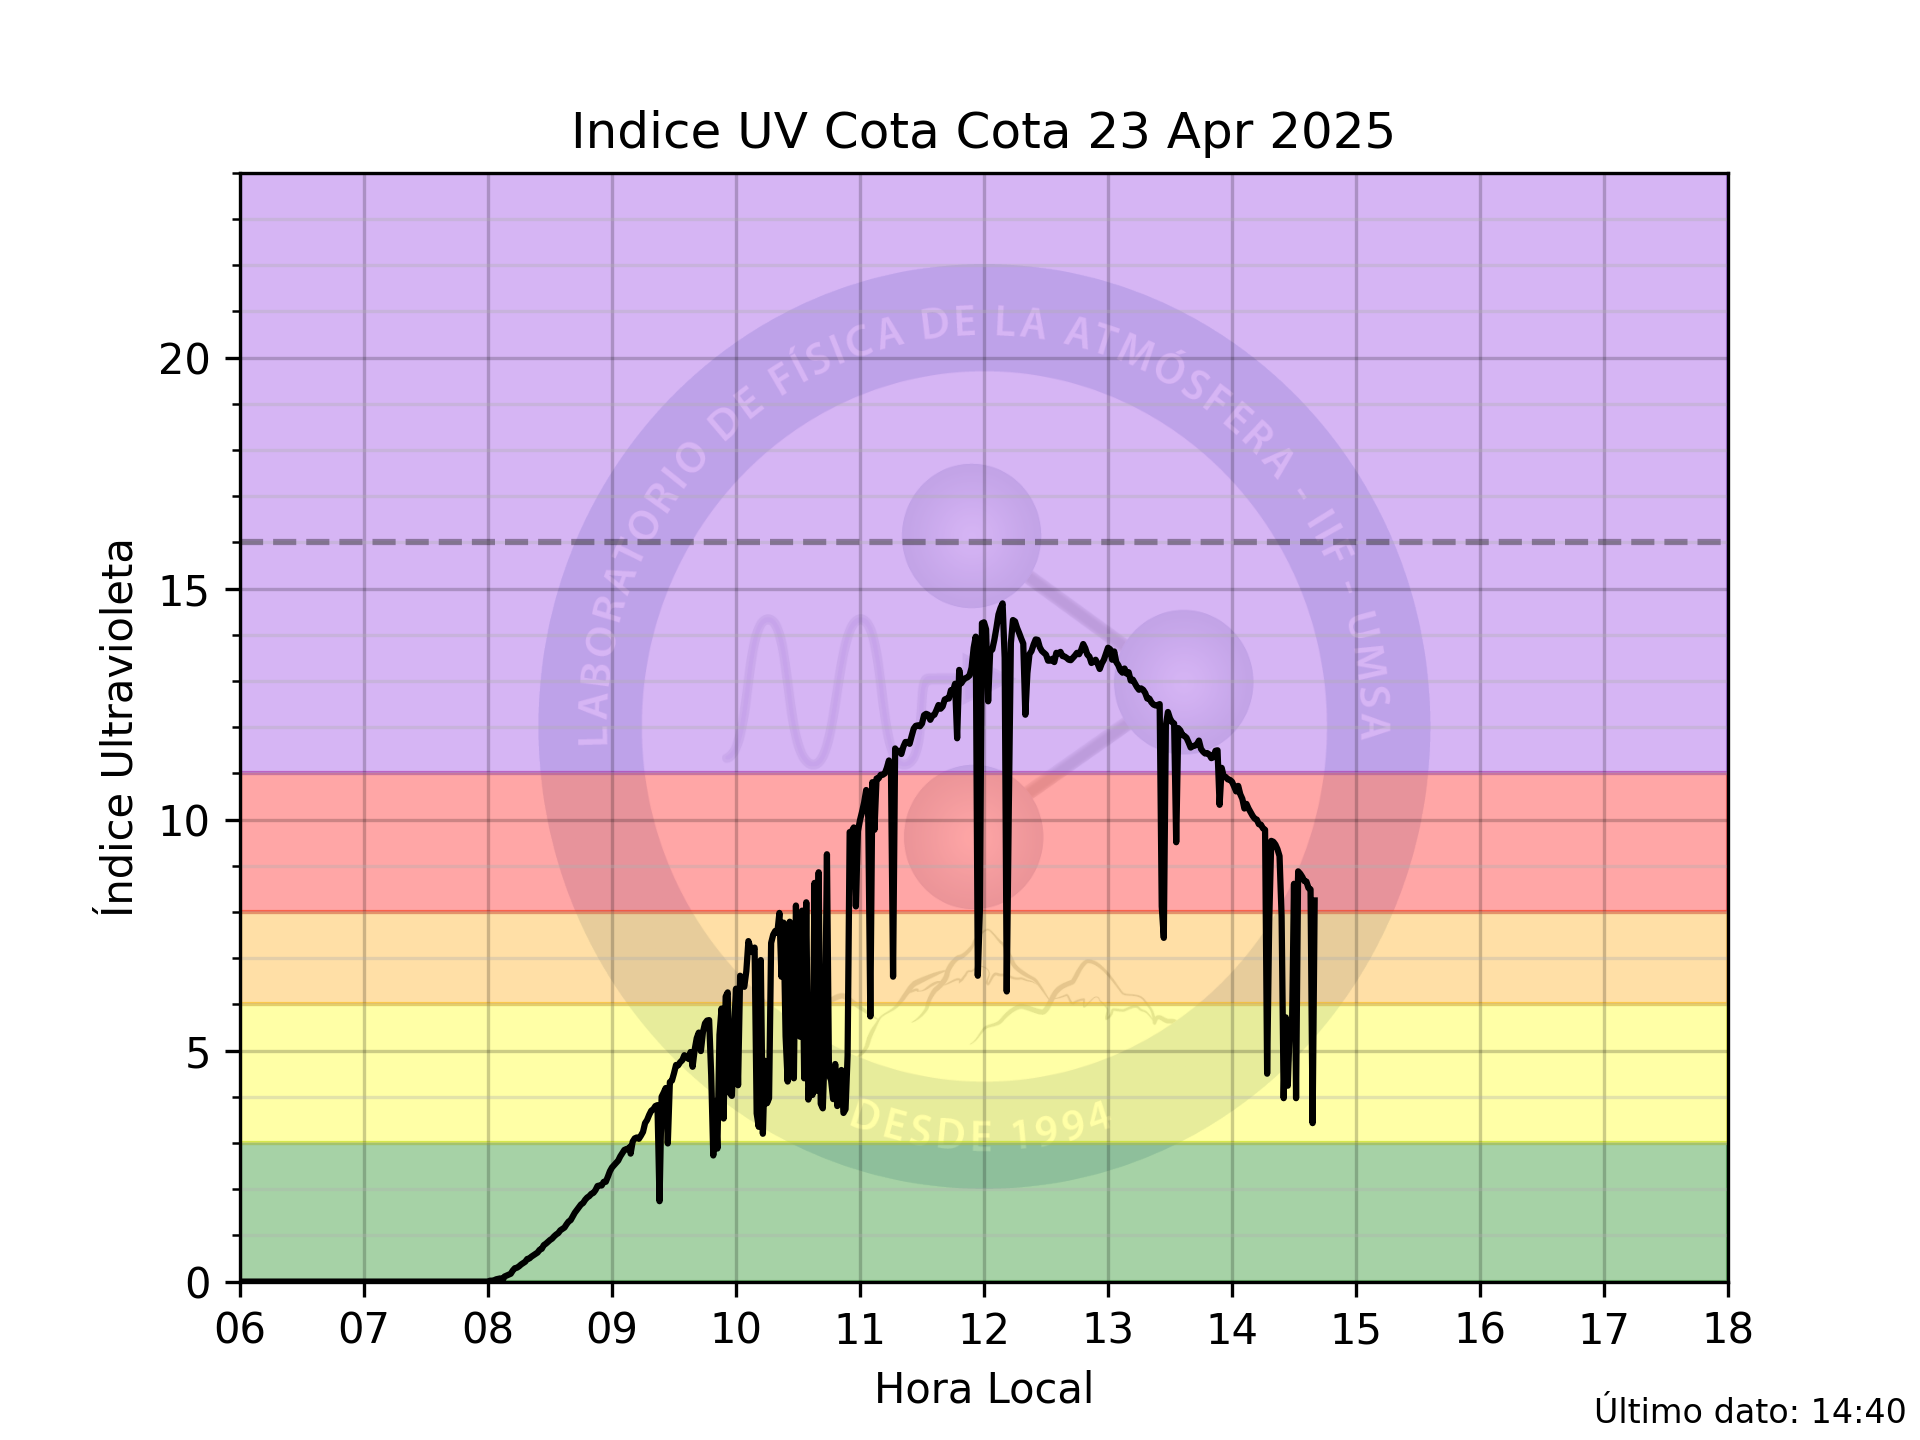 Indice UV Cota Cota 23 Apr 2025
Índice Ultravioleta
20
15
10
5
0
LABORATORIO DE FÍSICA DE LA ATMÓSFERA - IIF - UMSA
DESDE 1994
06 07 08 09 10 11 12 13 14 15 16 17 18
Hora Local
Último dato: 14:40